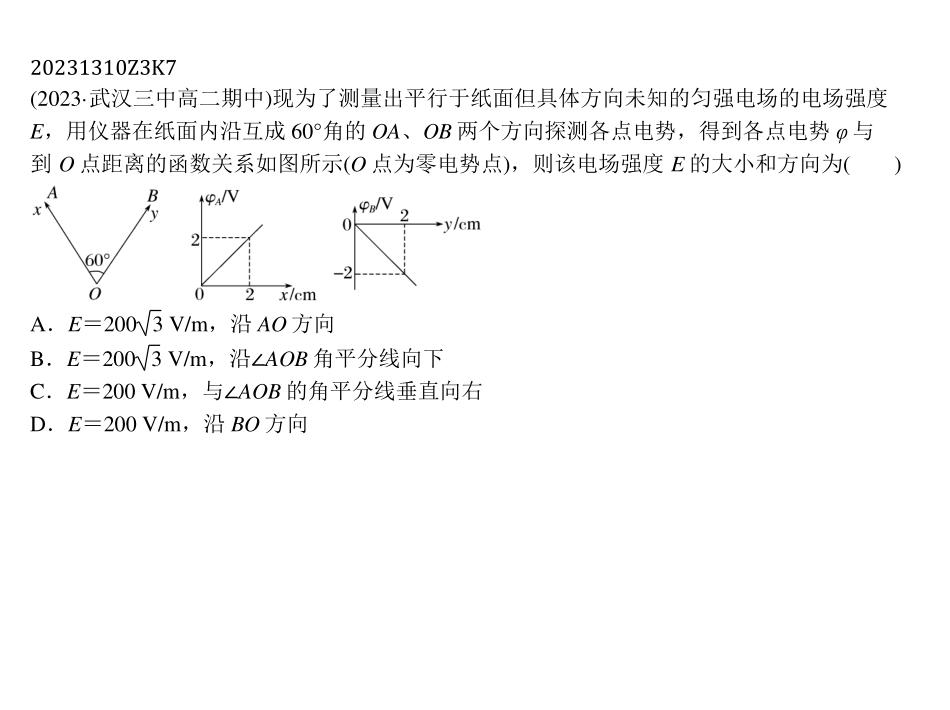 20231310Z3K7
(2023·武汉三中高二期中)现为了测量出平行于纸面但具体方向未知的匀强电场的电场强度
E，用仪器在纸面内沿互成 60°角的 OA、OB 两个方向探测各点电势，得到各点电势 φ 与
到 O 点距离的函数关系如图所示(O 点为零电势点)，则该电场强度 E 的大小和方向为(　　)
A
x
B
y
60°
O
φA/V
2
0
2
x/cm
φB/V
0
2
y/cm
−2
A．E＝200√3 V/m，沿 AO 方向
B．E＝200√3 V/m，沿∠AOB 角平分线向下
C．E＝200 V/m，与∠AOB 的角平分线垂直向右
D．E＝200 V/m，沿 BO 方向